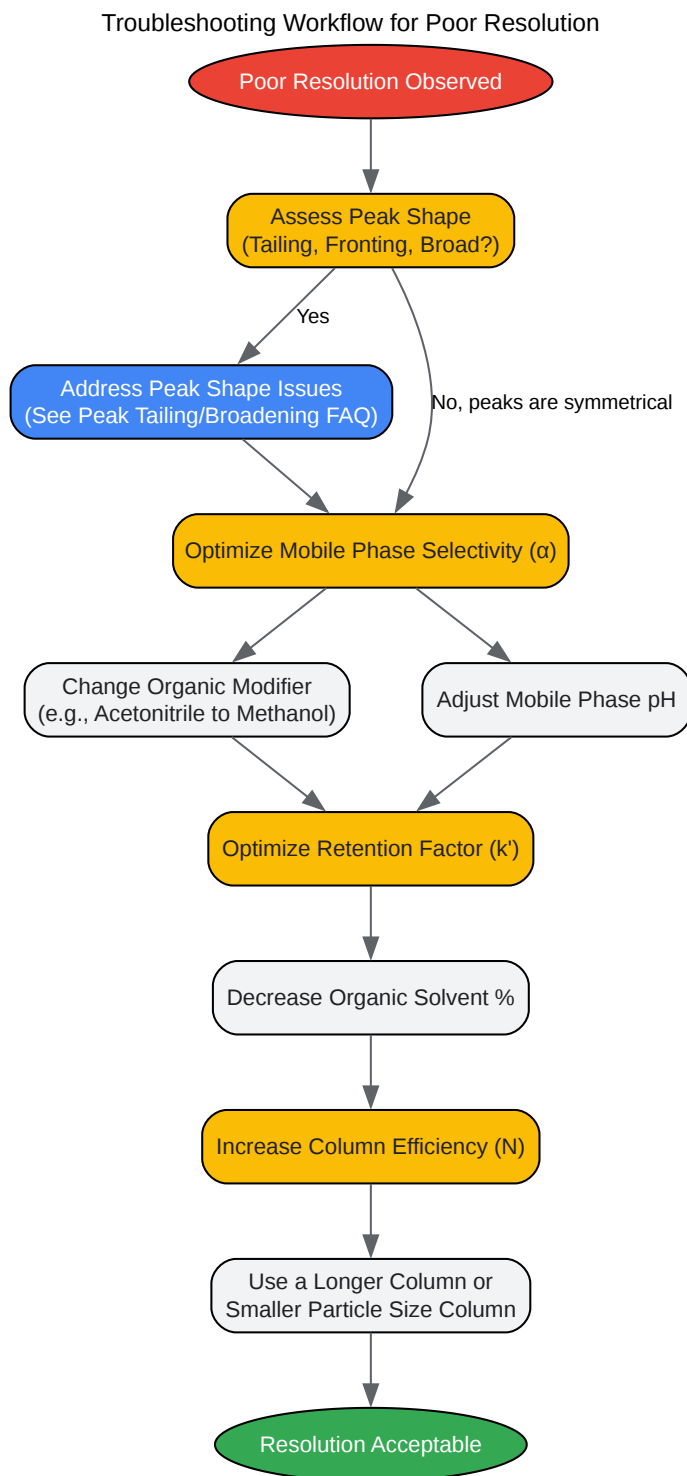 Troubleshooting Workflow for Poor Resolution
Poor Resolution Observed
Assess Peak Shape
(Tailing, Fronting, Broad?)
Yes
Address Peak Shape Issues
(See Peak Tailing/Broadening FAQ)
No, peaks are symmetrical
Optimize Mobile Phase Selectivity (α)
Change Organic Modifier
(e.g., Acetonitrile to Methanol)
Adjust Mobile Phase pH
Optimize Retention Factor (k')
Decrease Organic Solvent %
Increase Column Efficiency (N)
Use a Longer Column or
Smaller Particle Size Column
Resolution Acceptable